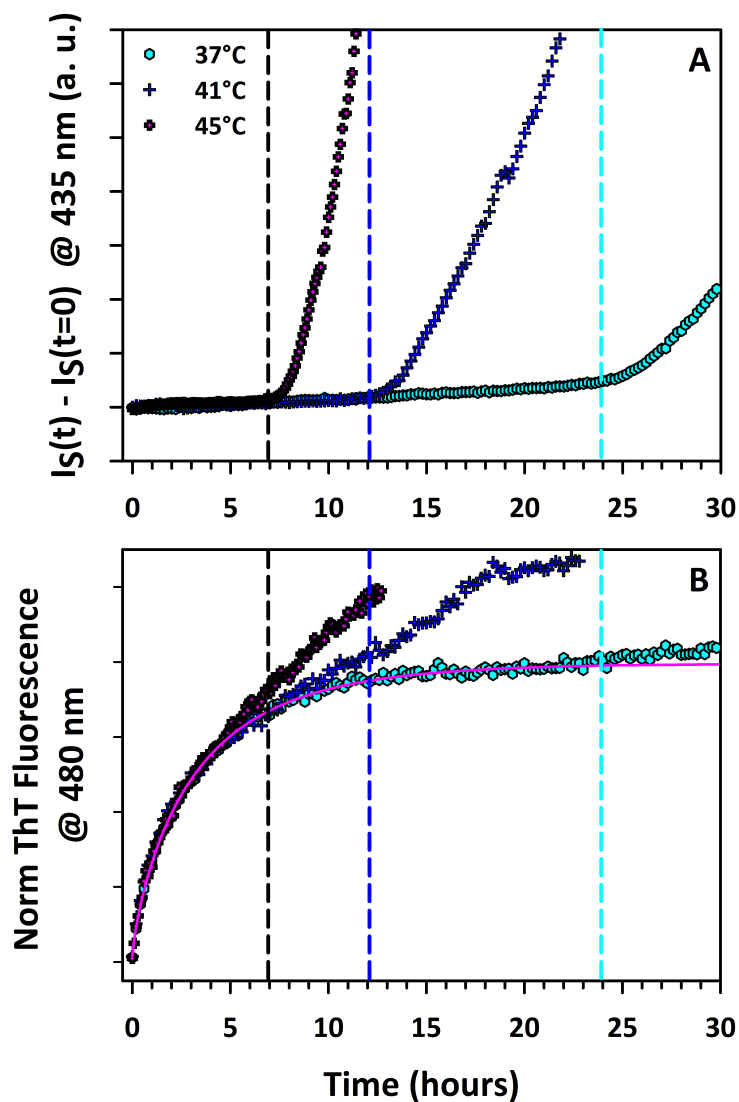 I_S(t) - I_S(t=0) @ 435 nm (a. u.)
A
37°C
41°C
45°C
0 5 10 15 20 25 30
Norm ThT Fluorescence
@ 480 nm
B
0 5 10 15 20 25 30
Time (hours)